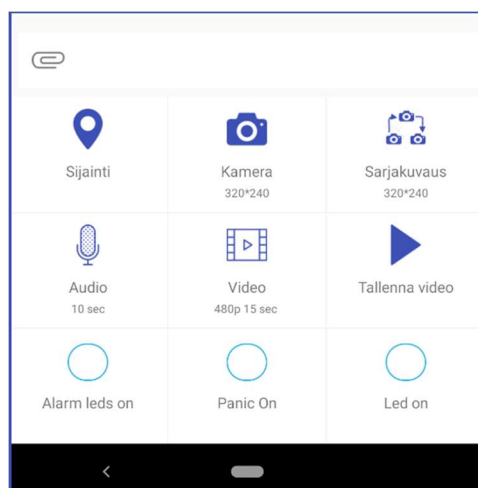 Sijainti
Kamera
320*240
Sarjakuvaus
320*240
Audio
10 sec
Video
480p 15 sec
Tallenna video
Alarm leds on
Panic On
Led on